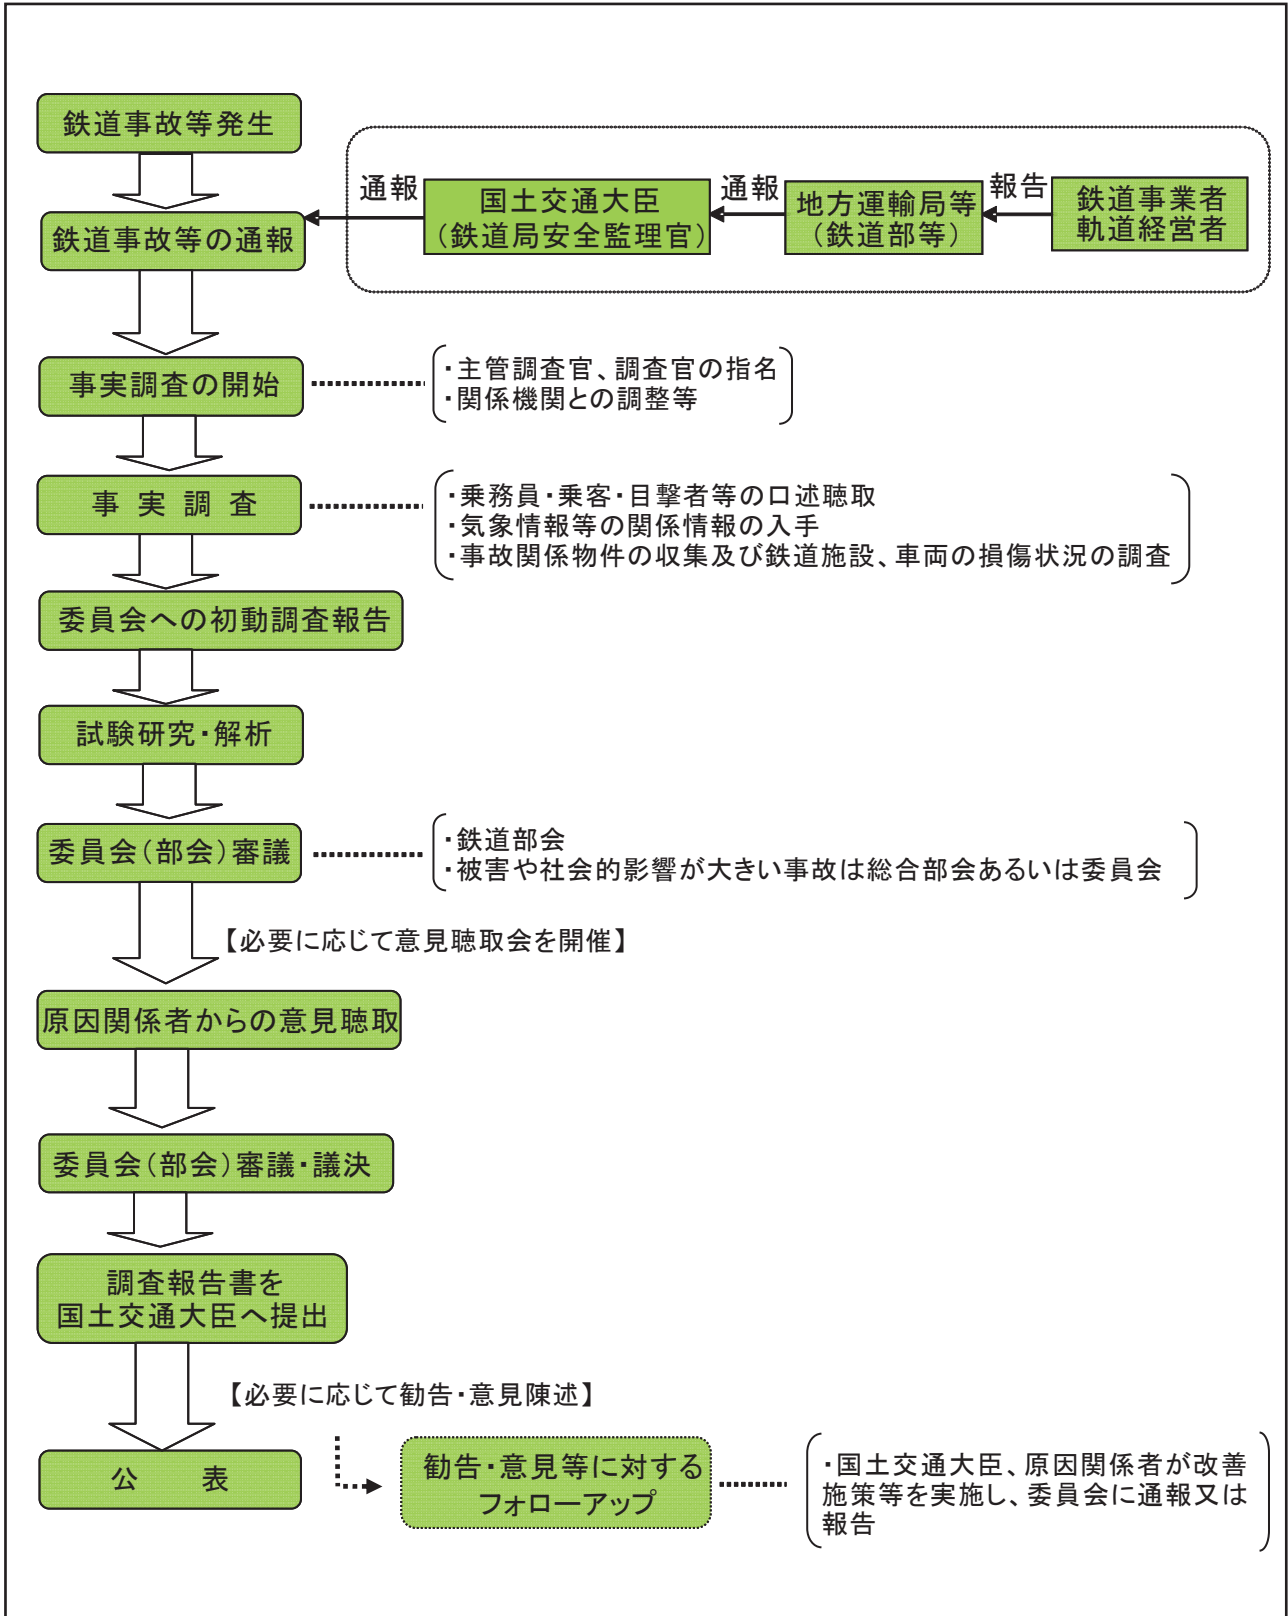 鉄道事故等発生
通報
国土交通大臣
(鉄道局安全監理官)
通報
地方運輸局等
(鉄道部等)
報告
鉄道事業者
軌道経営者
鉄道事故等の通報
事実調査の開始
・主管調査官、調査官の指名
・関係機関との調整等
事 実 調 査
・乗務員・乗客・目撃者等の口述聴取
・気象情報等の関係情報の入手
・事故関係物件の収集及び鉄道施設、車両の損傷状況の調査
委員会への初動調査報告
試験研究・解析
委員会(部会)審議
・鉄道部会
・被害や社会的影響が大きい事故は総合部会あるいは委員会
【必要に応じて意見聴取会を開催】
原因関係者からの意見聴取
委員会(部会)審議・議決
調査報告書を
国土交通大臣へ提出
【必要に応じて勧告・意見陳述】
公 表
勧告・意見等に対する
フォローアップ
・国土交通大臣、原因関係者が改善
施策等を実施し、委員会に通報又は
報告